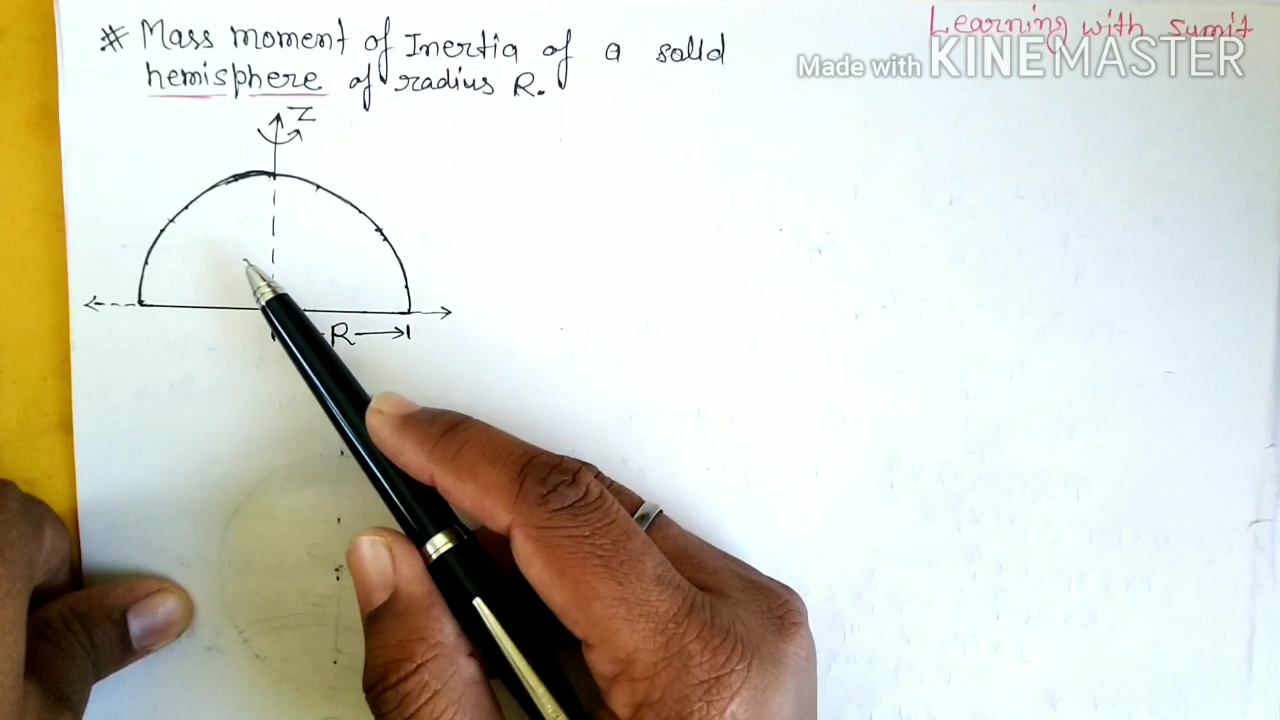 * Mass moment of Inertia of a solid
hemisphere of radius R.
Learning with Sumit
Made with KINEMASTER
Z
R